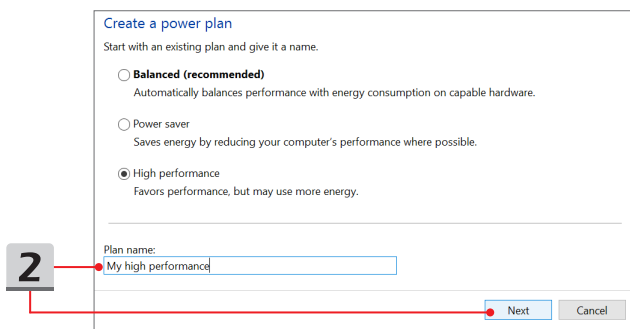 Create a power plan
Start with an existing plan and give it a name.
Balanced (recommended)
Automatically balances performance with energy consumption on capable hardware.
Power saver
Saves energy by reducing your computer's performance where possible.
High performance
Favors performance, but may use more energy.
Plan name:
My high performance
2
Next Cancel